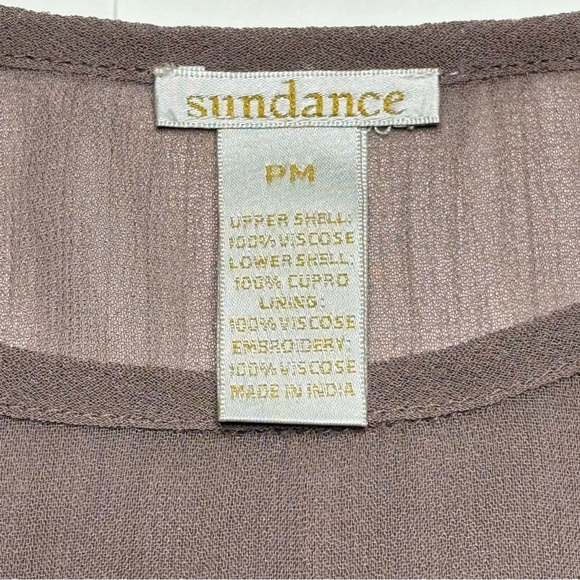 sundance
PM
UPPER SHELL:
100% VISCOSE
LOWER SHELL:
100% CUPRO
LINING:
100% VISCOSE
EMBROIDERY:
100% VISCOSE
MADE IN INDIA